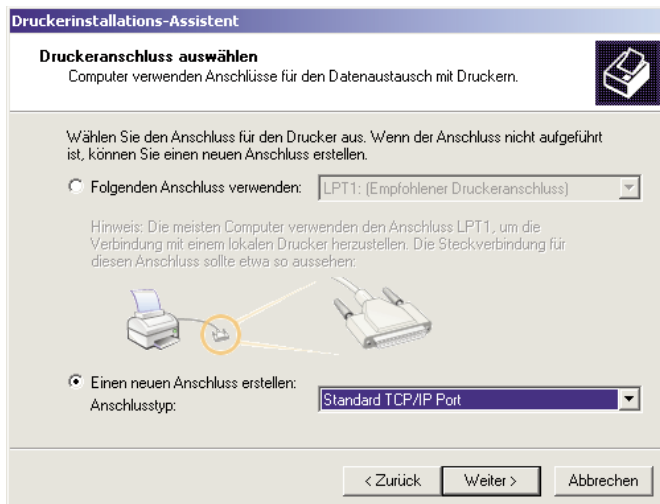 Druckerinstallations-Assistent
Druckeranschluss auswählen
Computer verwenden Anschlüsse für den Datenaustausch mit Druckern.
Wählen Sie den Anschluss für den Drucker aus. Wenn der Anschluss nicht aufgeführt
ist, können Sie einen neuen Anschluss erstellen.
Folgenden Anschluss verwenden: LPT1: (Empfohlener Druckeranschluss)
Hinweis: Die meisten Computer verwenden den Anschluss LPT1, um die
Verbindung mit einem lokalen Drucker herzustellen. Die Steckverbindung für
diesen Anschluss sollte etwa so aussehen:
Einen neuen Anschluss erstellen:
Anschlusstyp: Standard TCP/IP Port
< Zurück Weiter > Abbrechen